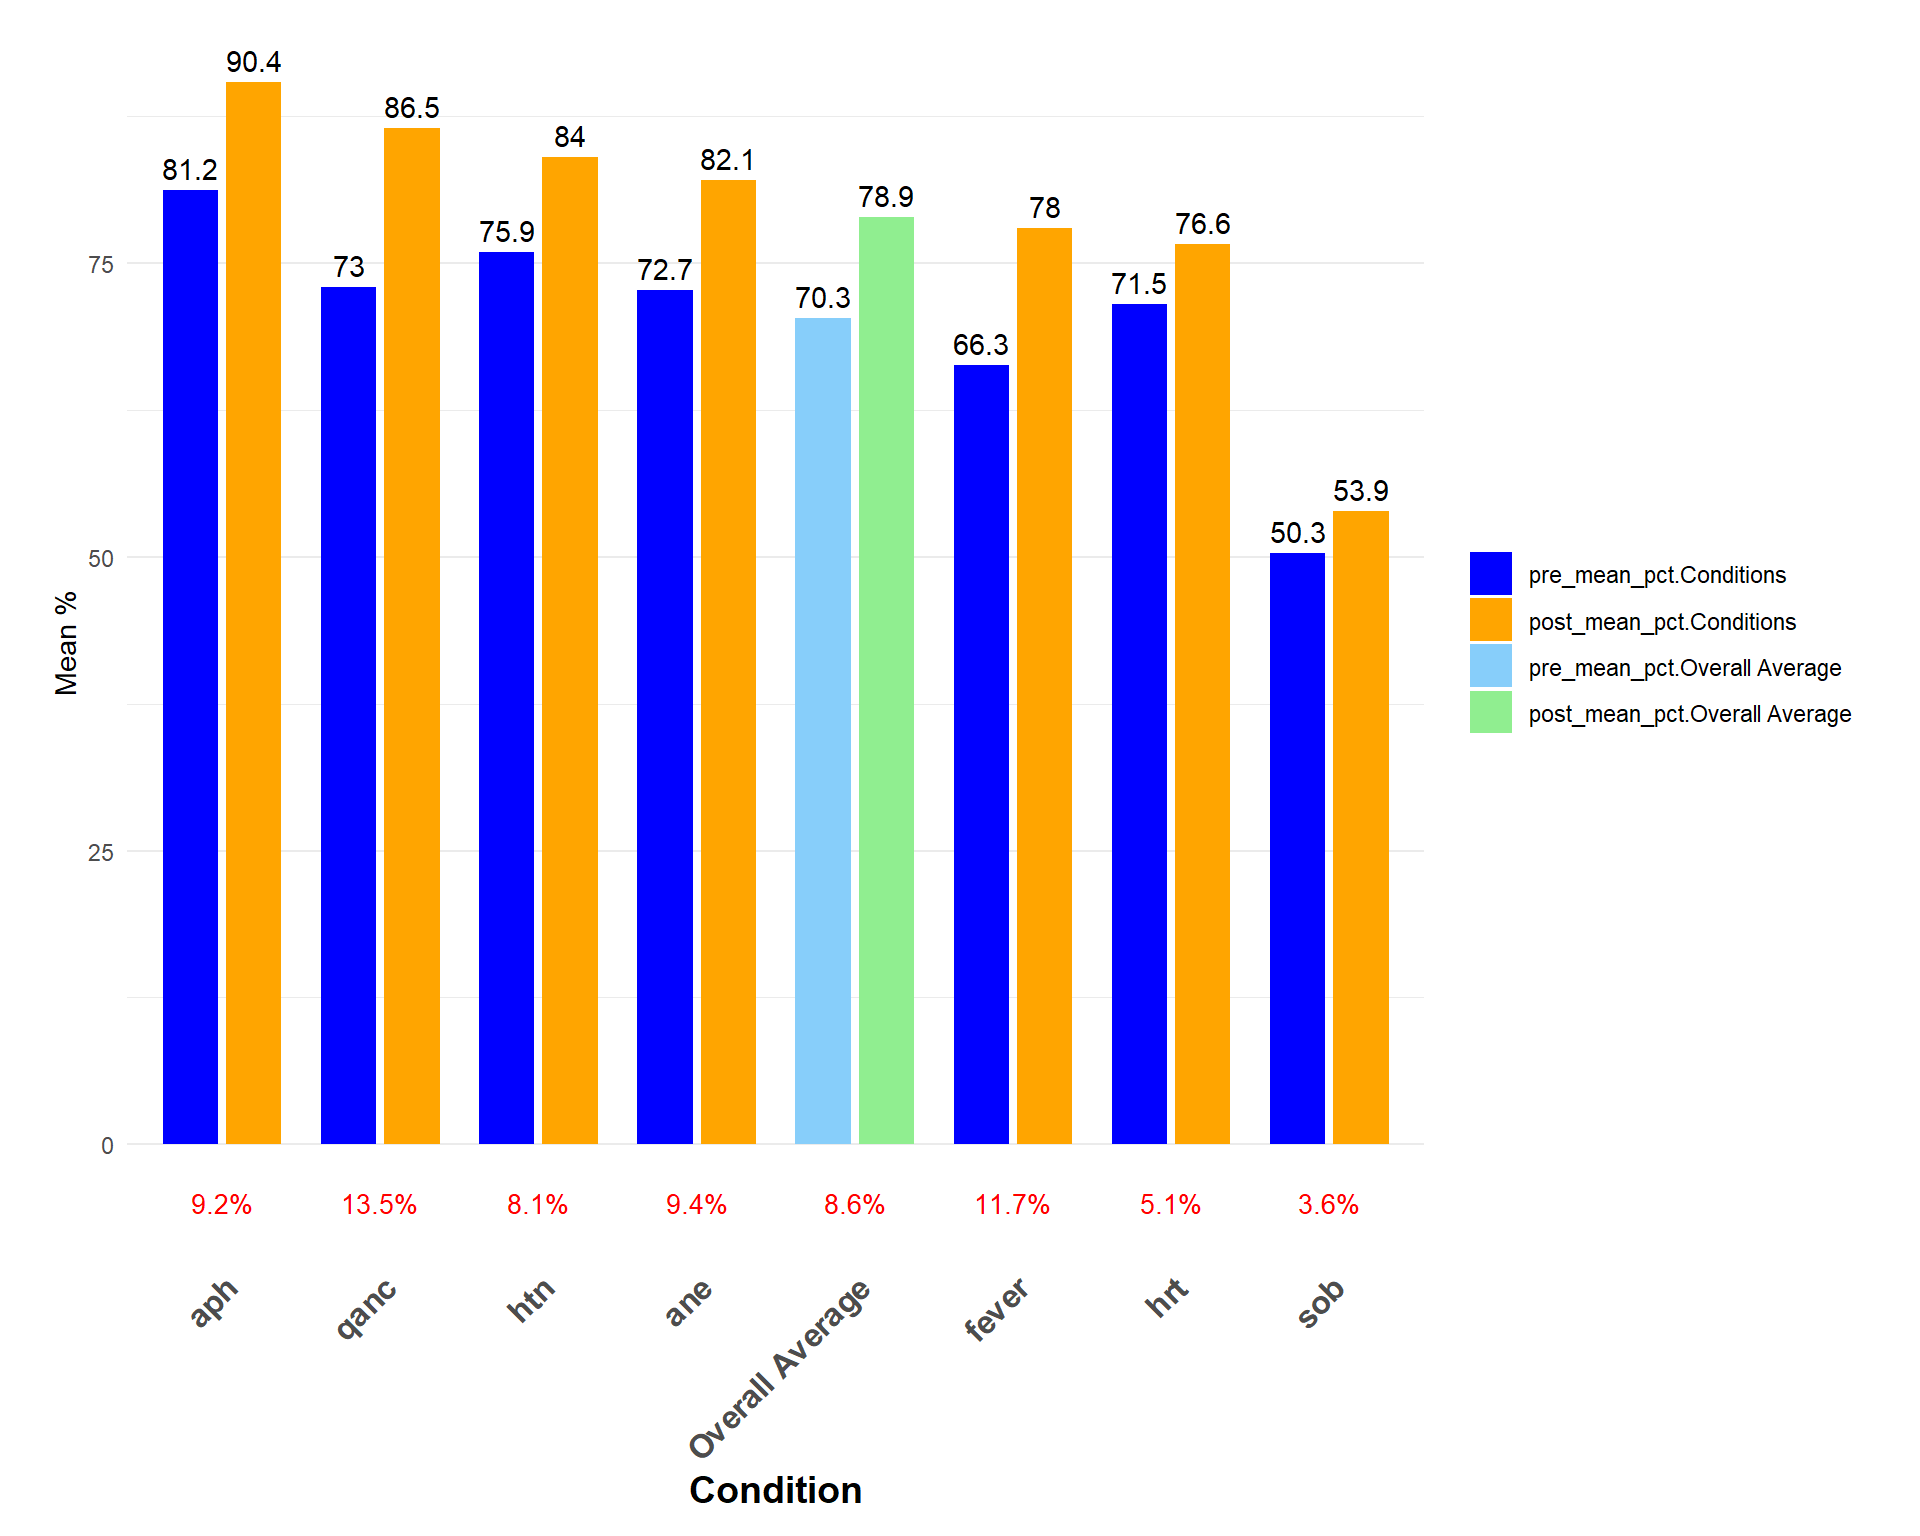 90.4
86.5
84
82.1
81.2
78.9
78
76.6
75.9
73
72.7
71.5
70.3
66.3
53.9
50.3
75
50
25
0
Mean %
pre_mean_pct.Conditions
post_mean_pct.Conditions
pre_mean_pct.Overall Average
post_mean_pct.Overall Average
9.2% 13.5% 8.1% 9.4% 8.6% 11.7% 5.1% 3.6%
aph
qanc
htn
ane
Overall Average
fever
hrt
sob
Condition